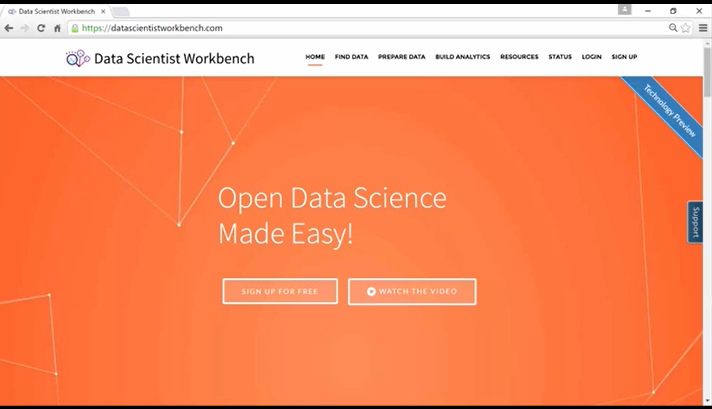 Data Scientist Workbench
https://datascientistworkbench.com
Data Scientist Workbench
HOME FIND DATA PREPARE DATA BUILD ANALYTICS RESOURCES STATUS LOGIN SIGN UP
Technology Preview
Open Data Science
Made Easy!
Support
SIGN UP FOR FREE WATCH THE VIDEO